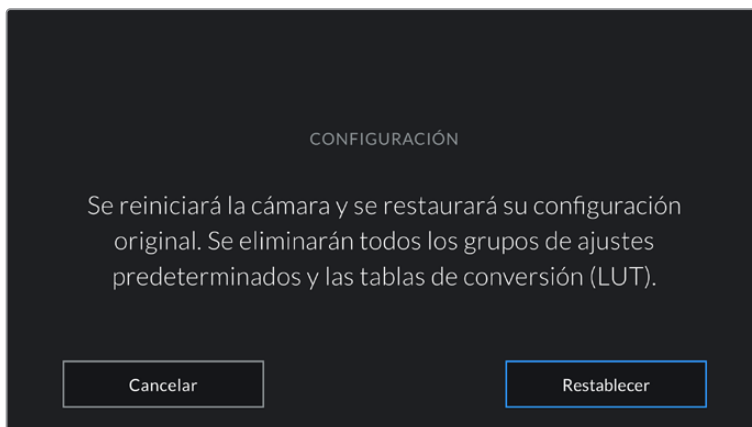 CONFIGURACIÓN
Se reiniciará la cámara y se restaurará su configuración
original. Se eliminarán todos los grupos de ajustes
predeterminados y las tablas de conversión (LUT).
Cancelar
Restablecer